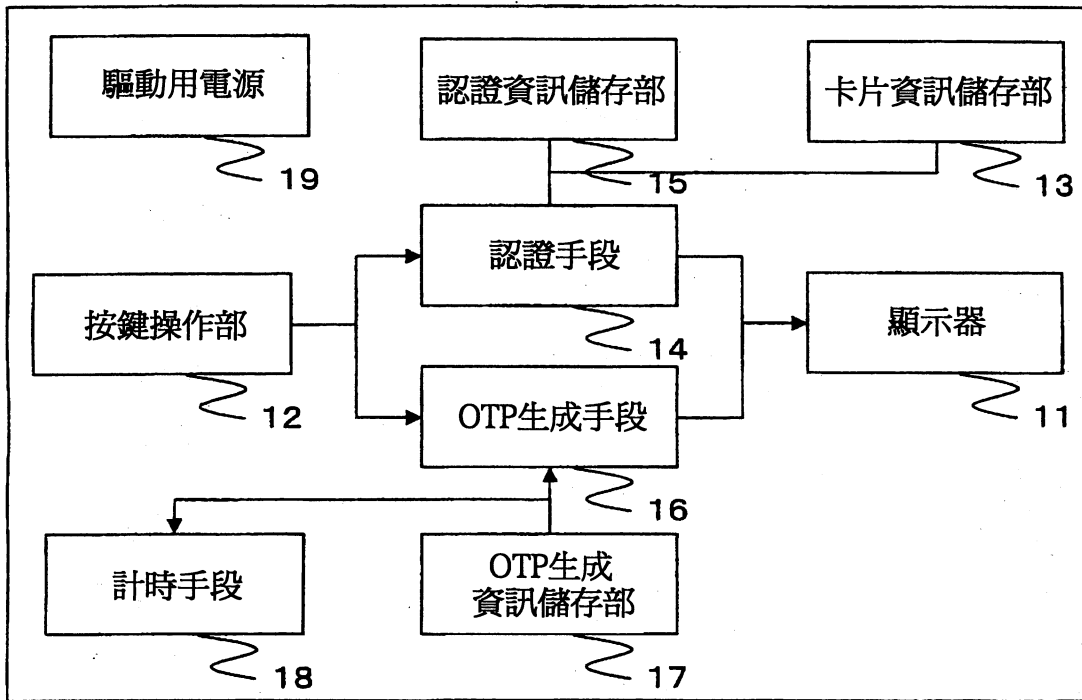 驅動用電源
認證資訊儲存部
卡片資訊儲存部
19
15
13
認證手段
按鍵操作部
顯示器
14
12
OTP生成手段
11
16
計時手段
OTP生成
資訊儲存部
18
17